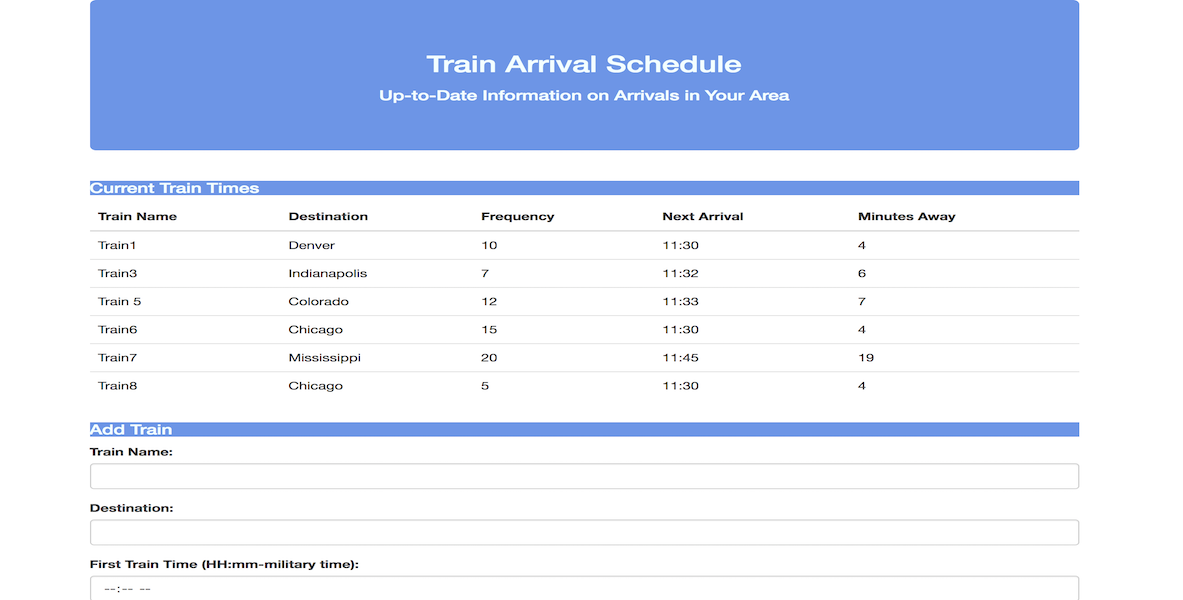 Train Arrival Schedule
Up-to-Date Information on Arrivals in Your Area
Current Train Times
Train Name Destination Frequency Next Arrival Minutes Away
Train1 Denver 10 11:30 4
Train3 Indianapolis 7 11:32 6
Train 5 Colorado 12 11:33 7
Train6 Chicago 15 11:30 4
Train7 Mississippi 20 11:45 19
Train8 Chicago 5 11:30 4
Add Train
Train Name:
Destination:
First Train Time (HH:mm-military time):
--:-- --